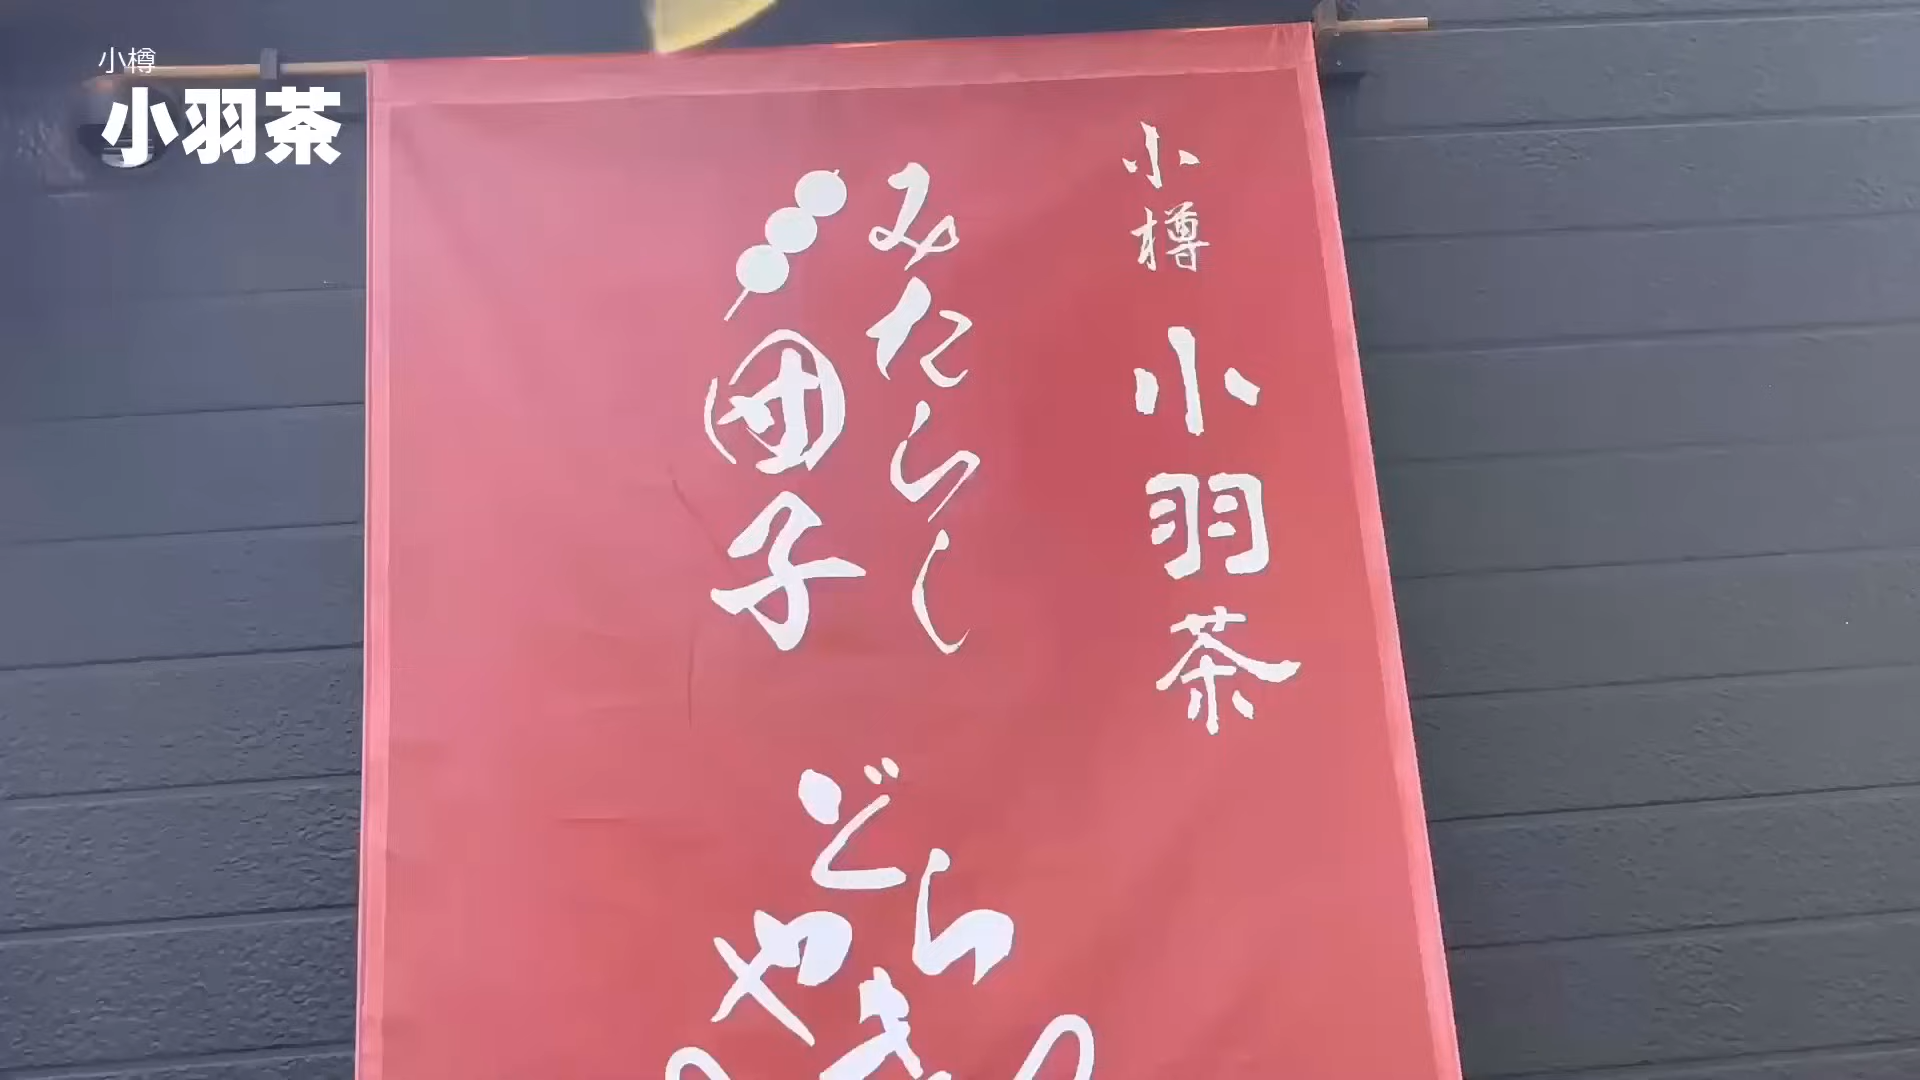 小樽
小羽茶
小樽
小羽茶
みたらし
団子
どらやき